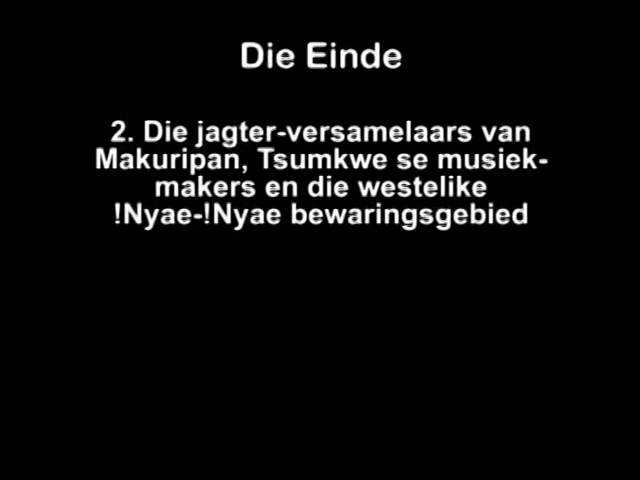 Die Einde
2. Die jagter-versamelaars van
Makuripan, Tsumkwe se musiek-
makers en die westelike
!Nyae-!Nyae bewaringsgebied